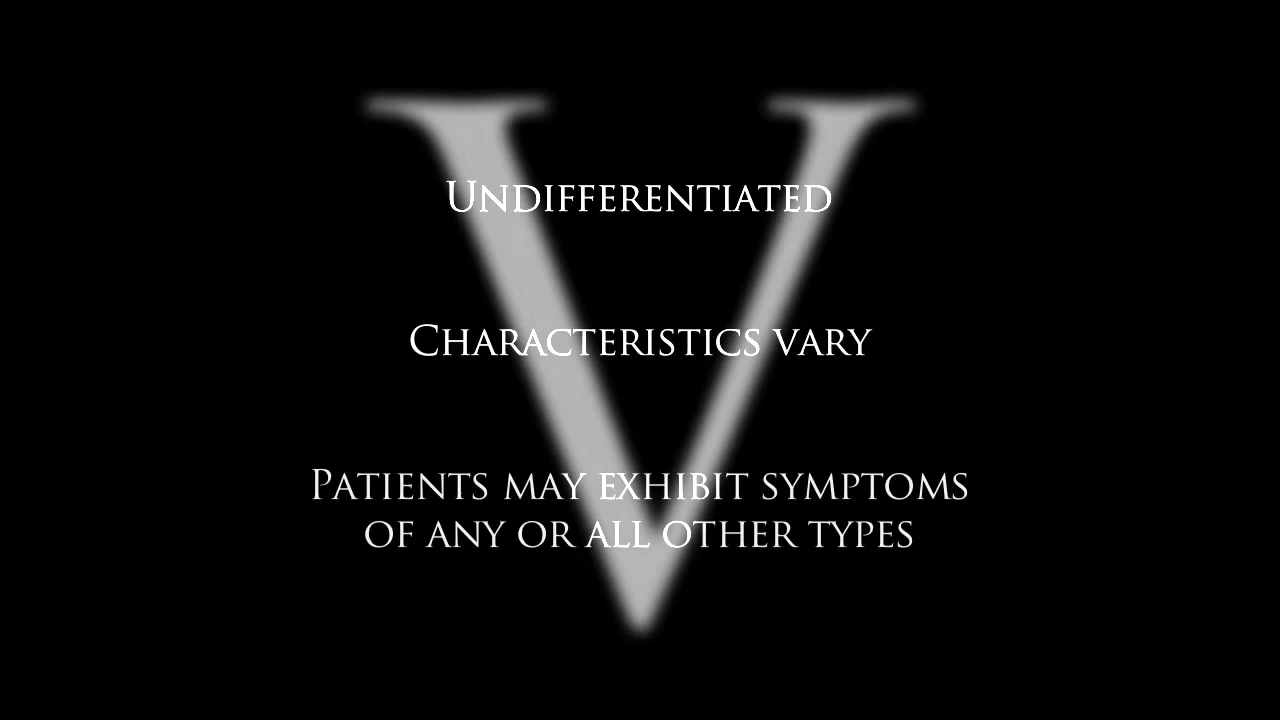 V
Undifferentiated
Characteristics vary
Patients may exhibit symptoms
of any or all other types